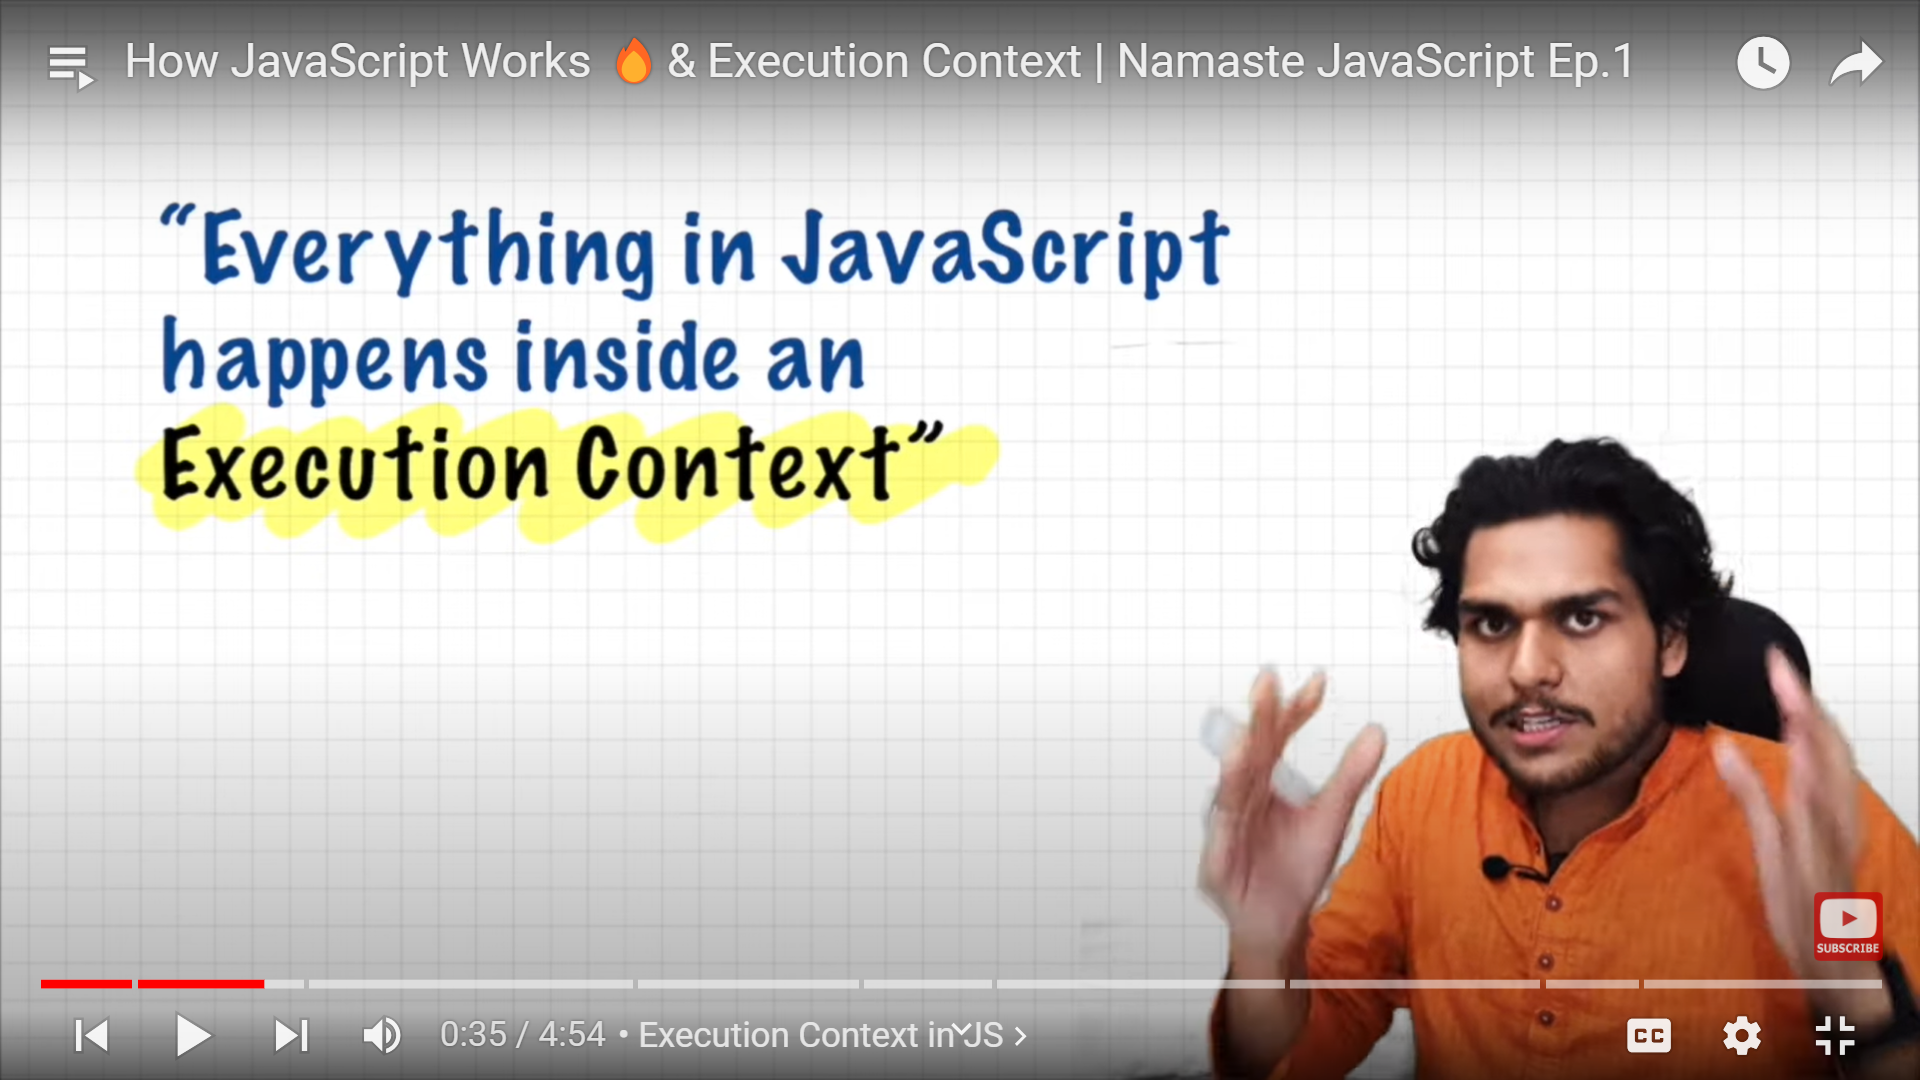 How JavaScript Works 🔥 & Execution Context | Namaste JavaScript Ep.1
“Everything in JavaScript
happens inside an
Execution Context”
SUBSCRIBE
0:35 / 4:54 • Execution Context in JS >
CC